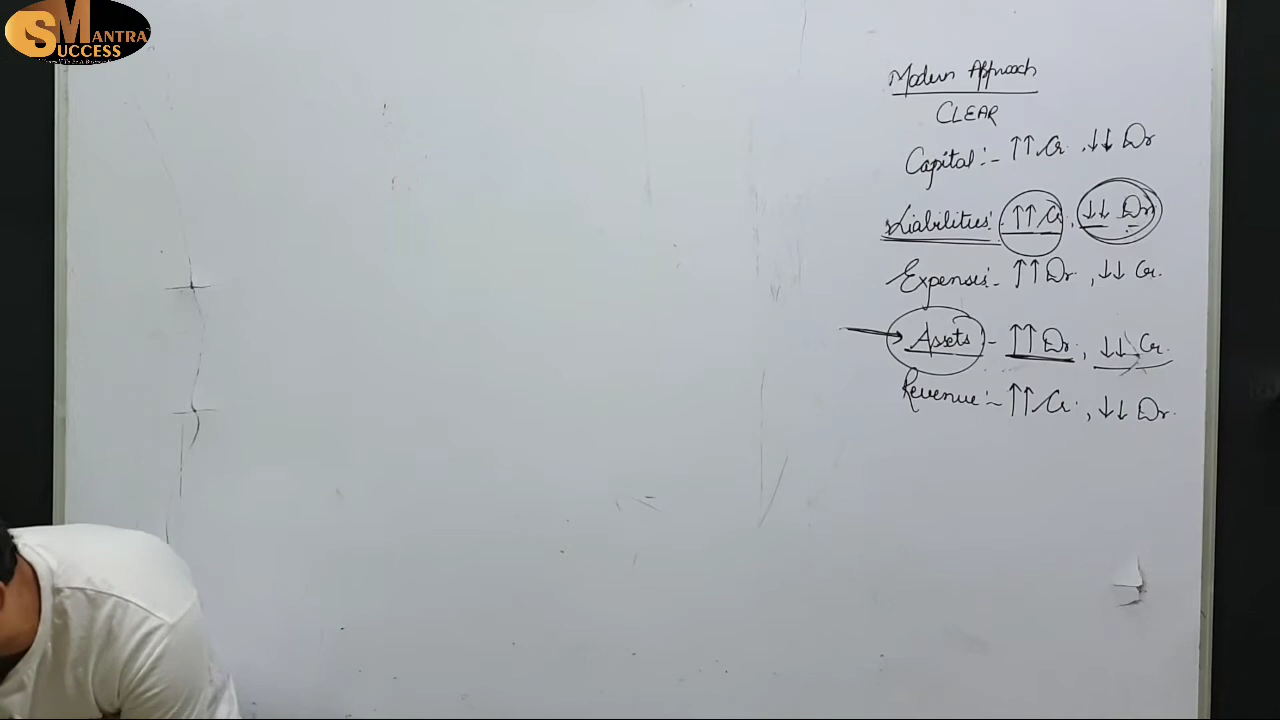 SUCCESS MANTRA
Modern Approach
CLEAR
Capital:- ↑↑ Cr. , ↓↓ Dr
Liabilities: ↑↑ Cr , ↓↓ Dr
Expenses:- ↑↑ Dr , ↓↓ Cr.
Assets - ↑↑ Dr , ↓↓ Cr.
Revenue:- ↑↑ Cr. , ↓↓ Dr.